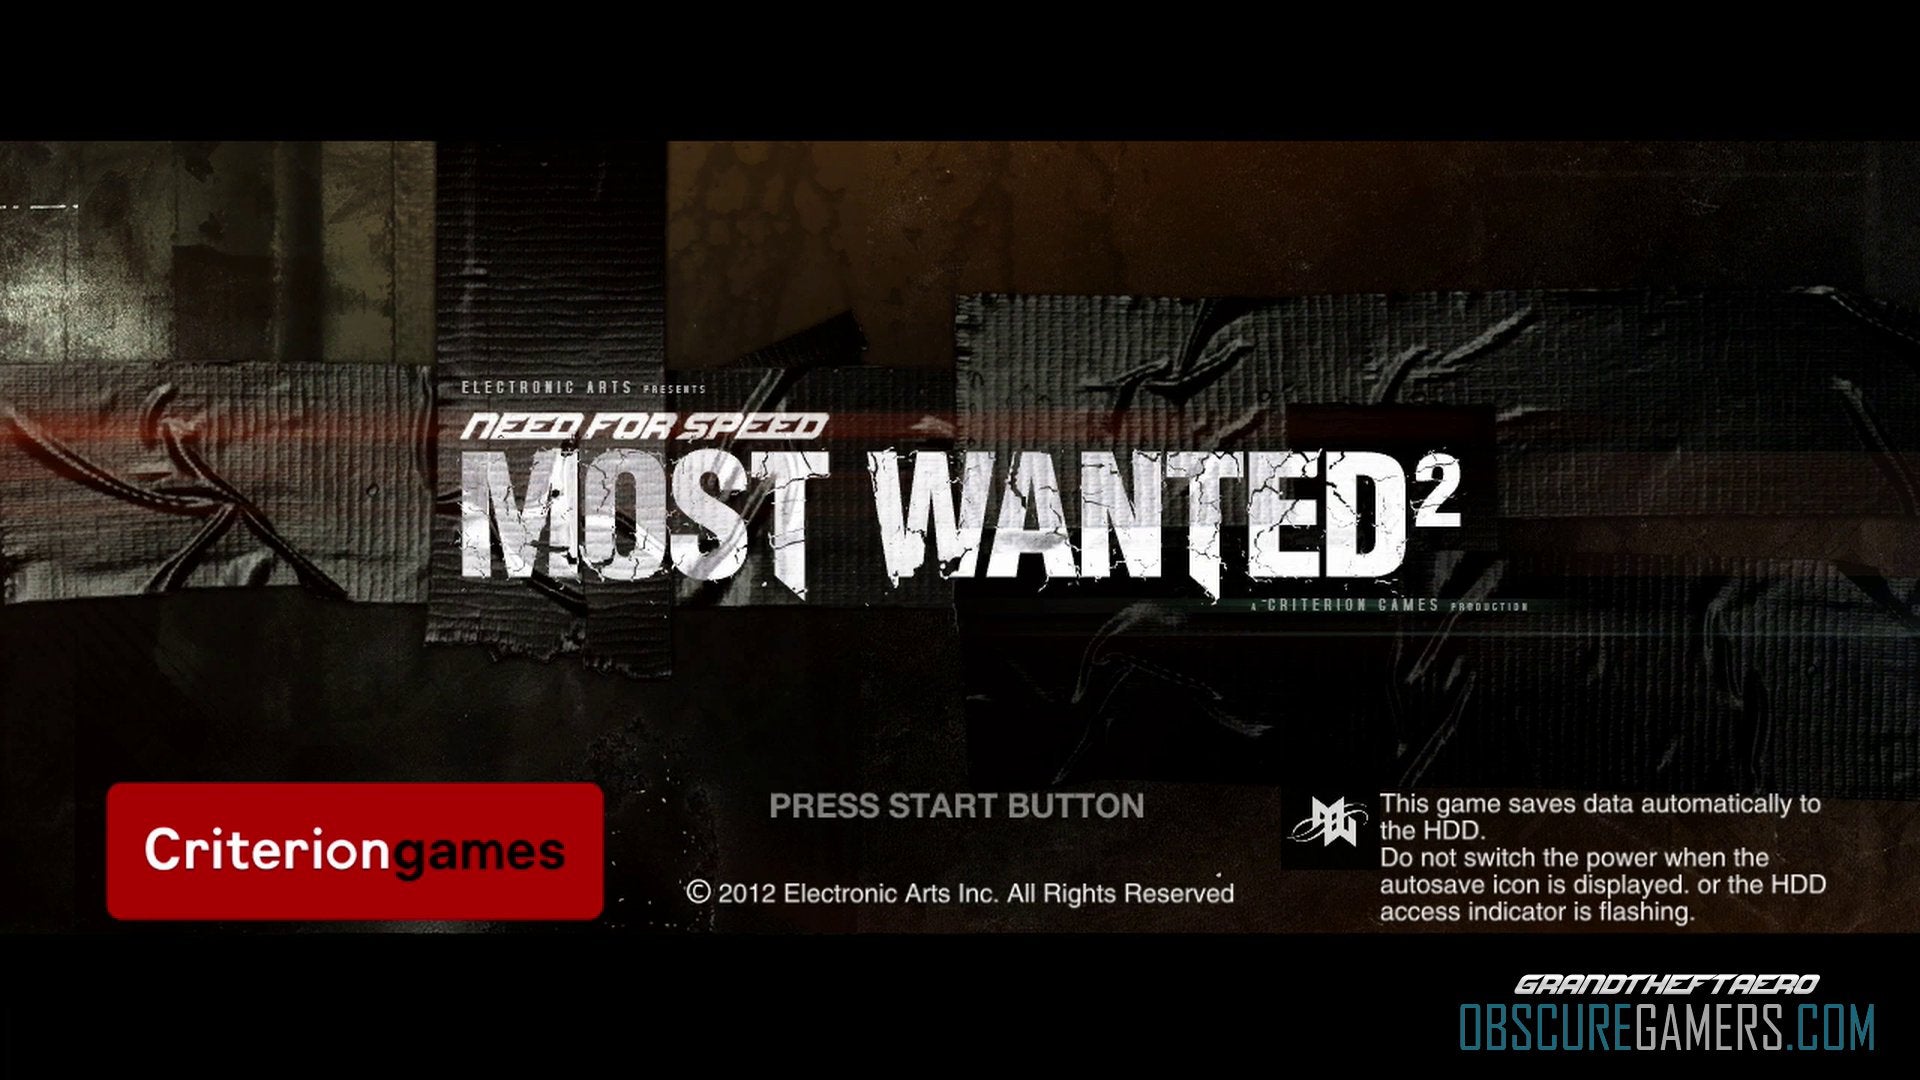 ELECTRONIC ARTS PRESENTS
NEED FOR SPEED
MOST WANTED²
A CRITERION GAMES PRODUCTION
Criteriongames
PRESS START BUTTON
© 2012 Electronic Arts Inc. All Rights Reserved
This game saves data automatically to
the HDD.
Do not switch the power when the
autosave icon is displayed. or the HDD
access indicator is flashing.
GRANDTHEFTAERO
OBSCUREGAMERS.COM